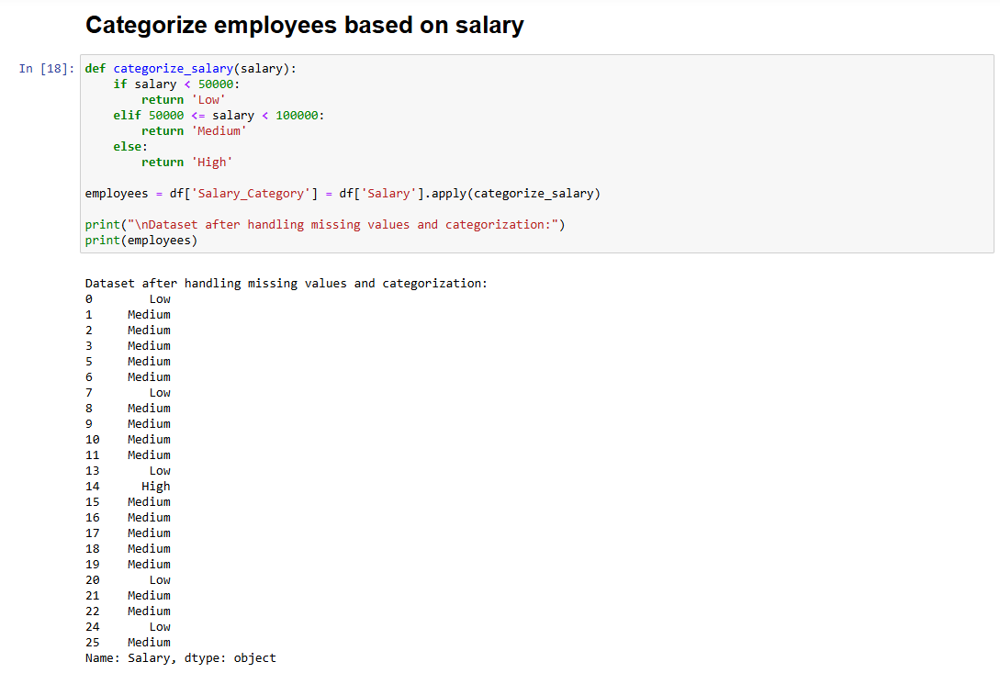 Categorize employees based on salary
In [18]: def categorize_salary(salary):
    if salary < 50000:
        return 'Low'
    elif 50000 <= salary < 100000:
        return 'Medium'
    else:
        return 'High'
employees = df['Salary_Category'] = df['Salary'].apply(categorize_salary)
print("\nDataset after handling missing values and categorization:")
print(employees)
Dataset after handling missing values and categorization:
0        Low
1     Medium
2     Medium
3     Medium
5     Medium
6     Medium
7        Low
8     Medium
9     Medium
10    Medium
11    Medium
13       Low
14      High
15    Medium
16    Medium
17    Medium
18    Medium
19    Medium
20       Low
21    Medium
22    Medium
24       Low
25    Medium
Name: Salary, dtype: object